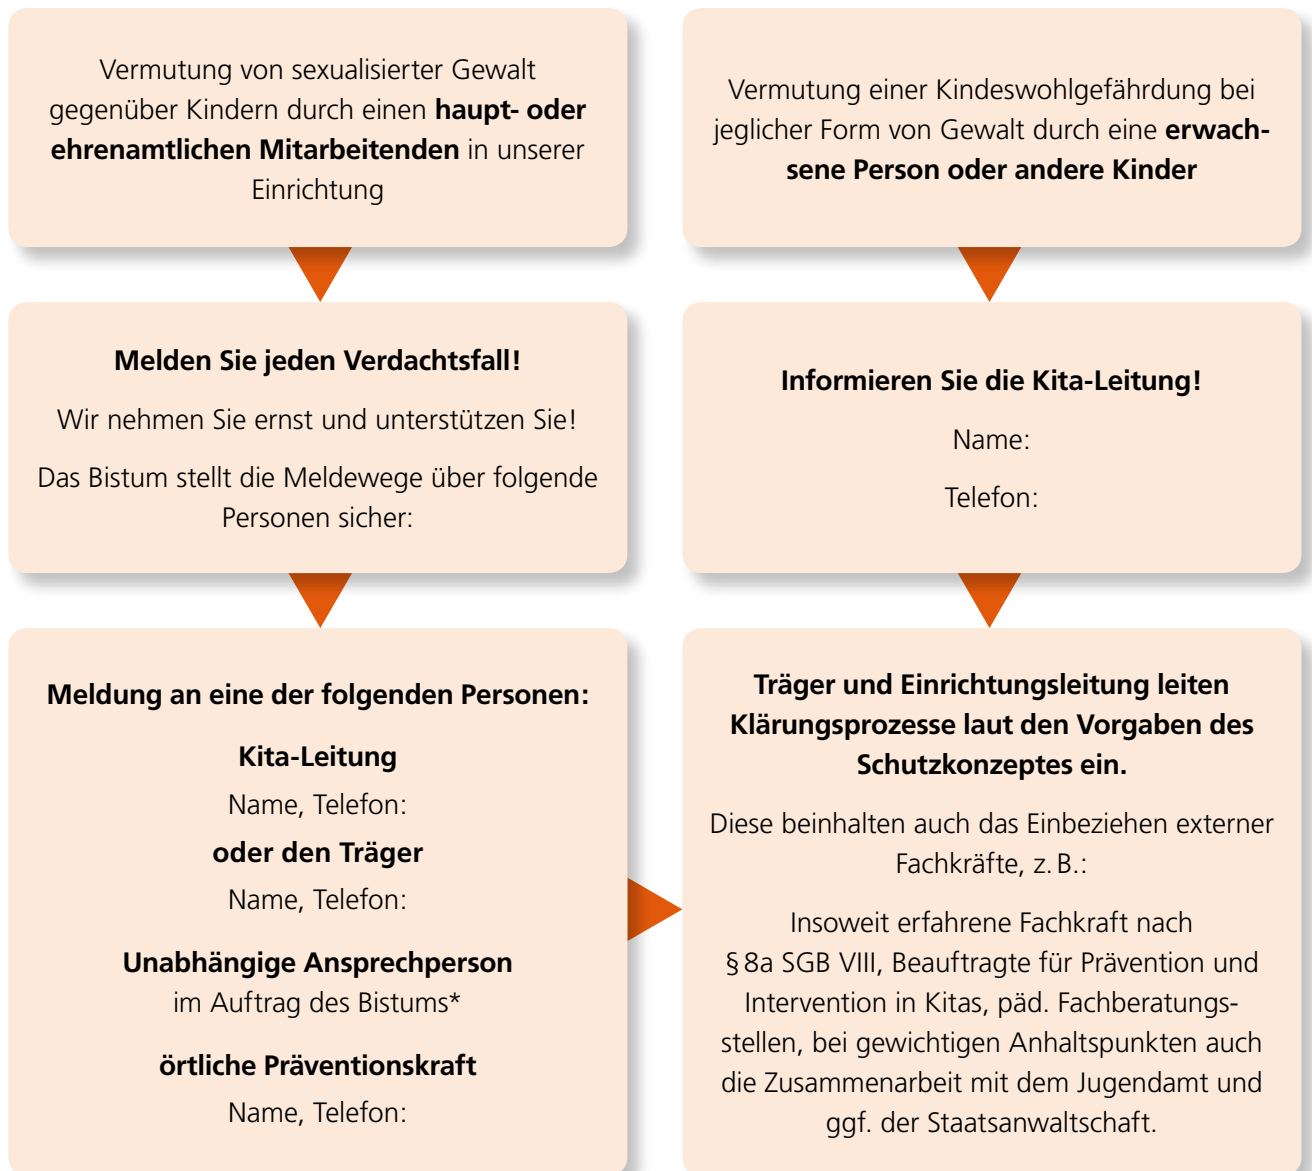 Vermutung von sexualisierter Gewalt
gegenüber Kindern durch einen haupt- oder
ehrenamtlichen Mitarbeitenden in unserer
Einrichtung
Melden Sie jeden Verdachtsfall!
Wir nehmen Sie ernst und unterstützen Sie!
Das Bistum stellt die Meldewege über folgende
Personen sicher:
Meldung an eine der folgenden Personen:
Kita-Leitung
Name, Telefon:
oder den Träger
Name, Telefon:
Unabhängige Ansprechperson
im Auftrag des Bistums*
örtliche Präventionskraft
Name, Telefon:
Vermutung einer Kindeswohlgefährdung bei
jeglicher Form von Gewalt durch eine erwach-
sene Person oder andere Kinder
Informieren Sie die Kita-Leitung!
Name:
Telefon:
Träger und Einrichtungsleitung leiten
Klärungsprozesse laut den Vorgaben des
Schutzkonzeptes ein.
Diese beinhalten auch das Einbeziehen externer
Fachkräfte, z. B.:
Insoweit erfahrene Fachkraft nach
§ 8a SGB VIII, Beauftragte für Prävention und
Intervention in Kitas, päd. Fachberatungs-
stellen, bei gewichtigen Anhaltspunkten auch
die Zusammenarbeit mit dem Jugendamt und
ggf. der Staatsanwaltschaft.